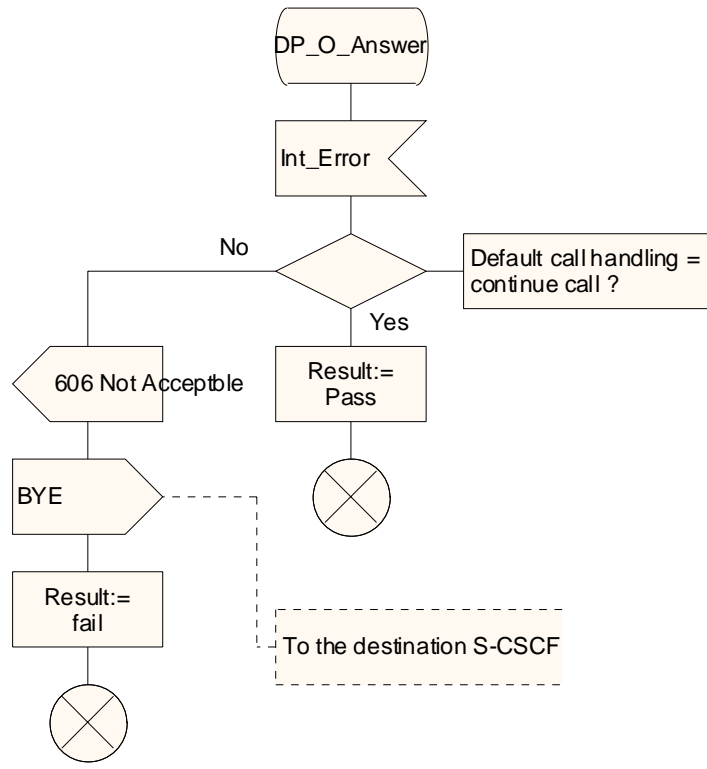 DP_O_Answer
Int_Error
No
Default call handling =
continue call ?
Yes
606 Not Acceptble
Result:=
Pass
BYE
Result:=
fail
To the destination S-CSCF